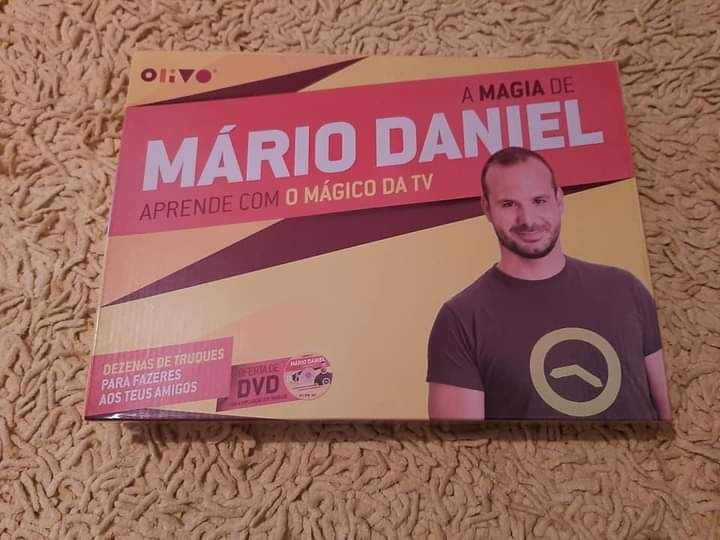 OLIVO
A MAGIA DE
MÁRIO DANIEL
APRENDE COM O MÁGICO DA TV
DEZENAS DE TRUQUES
PARA FAZERES
AOS TEUS AMIGOS
OFERTA DE
DVD
MÁRIO DANIEL